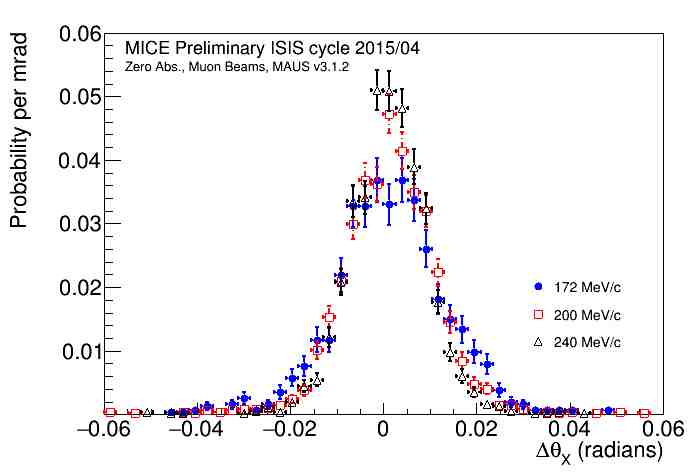 Probability per mrad
0.06
0.05
0.04
0.03
0.02
0.01
MICE Preliminary ISIS cycle 2015/04
Zero Abs., Muon Beams, MAUS v3.1.2
172 MeV/c
200 MeV/c
240 MeV/c
−0.06 −0.04 −0.02 0 0.02 0.04 0.06
Δθ_X (radians)